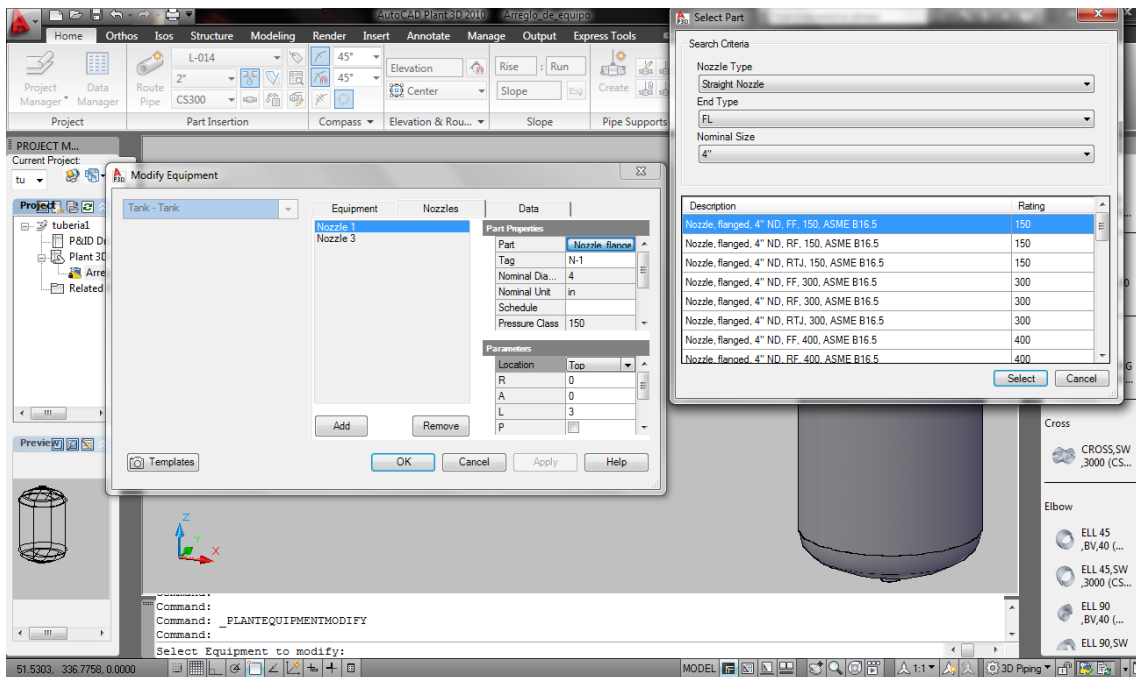 AutoCAD Plant 3D 2010 Arreglo_de_equipo
Home Orthos Isos Structure Modeling Render Insert Annotate Manage Output Express Tools
Project Manager
Data Manager
Route Pipe
L-014
2"
CS300
45°
45°
Elevation
Center
Rise : Run
Slope
Create
Project
Part Insertion
Compass
Elevation & Rou...
Slope
Pipe Supports
PROJECT M...
Current Project:
tu
Project
tuberia1
P&ID Dr
Plant 3D
Arre
Related
Preview
P3D Modify Equipment
Tank - Tank
Equipment Nozzles Data
Nozzle 1
Nozzle 3
Add Remove
Part Properties
Part Nozzle, flange
Tag N-1
Nominal Dia... 4
Nominal Unit in
Schedule
Pressure Class 150
Parameters
Location Top
R 0
A 0
L 3
P
Templates
OK Cancel Apply Help
P3D Select Part
Search Criteria
Nozzle Type
Straight Nozzle
End Type
FL
Nominal Size
4"
Description Rating
Nozzle, flanged, 4" ND, FF, 150, ASME B16.5 150
Nozzle, flanged, 4" ND, RF, 150, ASME B16.5 150
Nozzle, flanged, 4" ND, RTJ, 150, ASME B16.5 150
Nozzle, flanged, 4" ND, FF, 300, ASME B16.5 300
Nozzle, flanged, 4" ND, RF, 300, ASME B16.5 300
Nozzle, flanged, 4" ND, RTJ, 300, ASME B16.5 300
Nozzle, flanged, 4" ND, FF, 400, ASME B16.5 400
Nozzle, flanged, 4" ND, RF, 400, ASME B16.5 400
Select Cancel
Cross
CROSS,SW
,3000 (CS...
Elbow
ELL 45
,BV,40 (...
ELL 45,SW
,3000 (CS...
ELL 90
,BV,40 (...
ELL 90,SW
Z
Y
X
Command:
Command:
Command: _PLANTEQUIPMENTMODIFY
Command:
Select Equipment to modify:
51.5303, 336.7758, 0.0000
MODEL
1:1
3D Piping